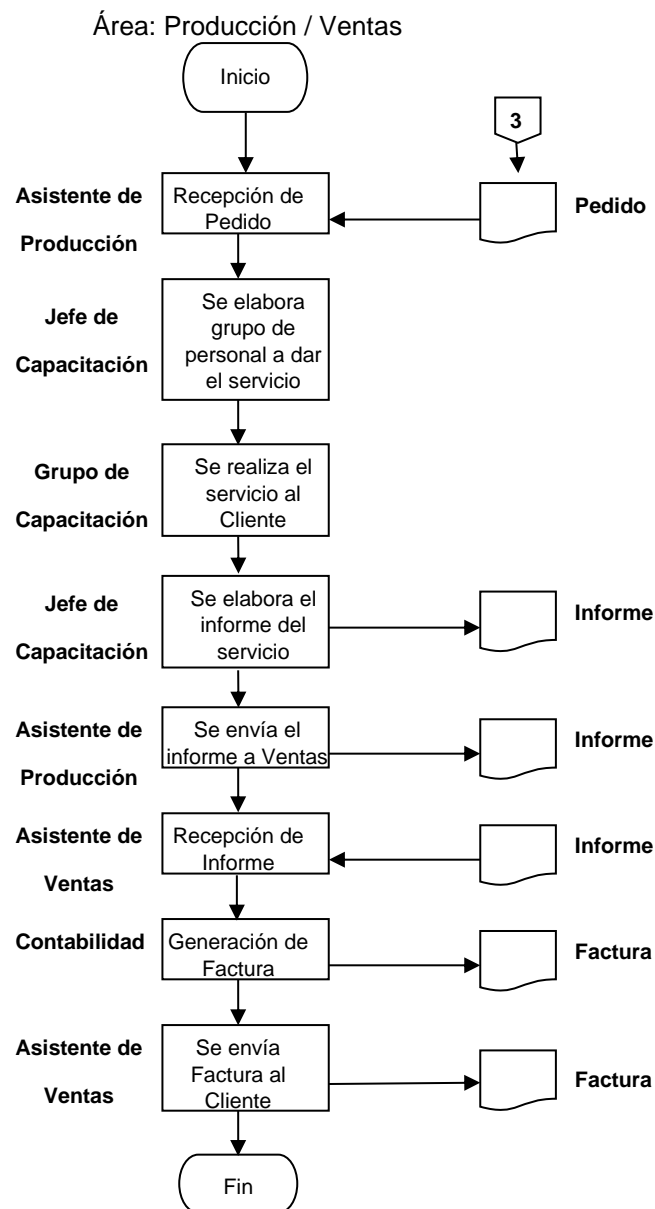 Área: Producción / Ventas
Inicio
3
Asistente de
Producción
Recepción de
Pedido
Pedido
Jefe de
Capacitación
Se elabora
grupo de
personal a dar
el servicio
Grupo de
Capacitación
Se realiza el
servicio al
Cliente
Jefe de
Capacitación
Se elabora el
informe del
servicio
Informe
Asistente de
Producción
Se envía el
informe a Ventas
Informe
Asistente de
Ventas
Recepción de
Informe
Informe
Contabilidad
Generación de
Factura
Factura
Asistente de
Ventas
Se envía
Factura al
Cliente
Factura
Fin